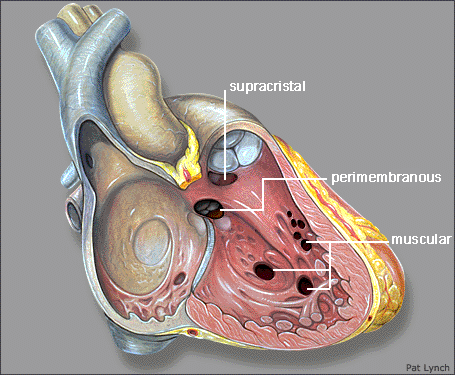 supracristal
perimembranous
muscular
Pat Lynch